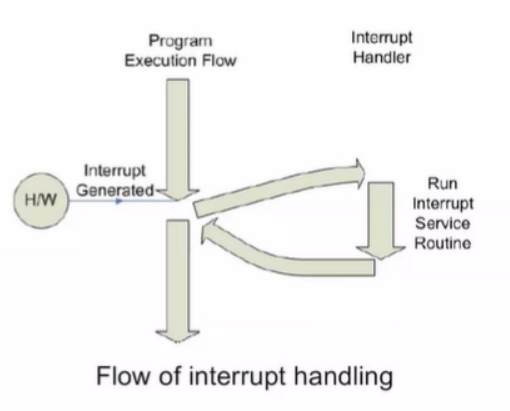 Program
Execution Flow
Interrupt
Handler
Interrupt
Generated
H/W
Run
Interrupt
Service
Routine
Flow of interrupt handling